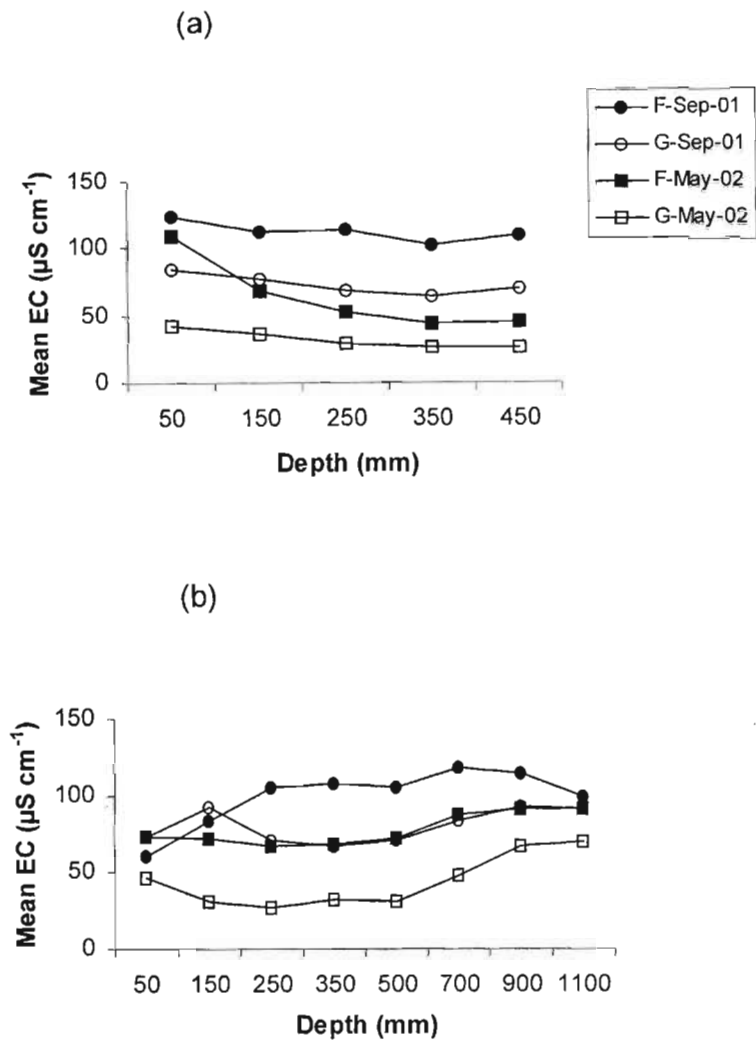 (a)
F-Sep-01
G-Sep-01
F-May-02
G-May-02
150
100
50
0
Mean EC (µS cm⁻¹)
50 150 250 350 450
Depth (mm)
(b)
150
100
50
0
Mean EC (µS cm⁻¹)
50 150 250 350 500 700 900 1100
Depth (mm)